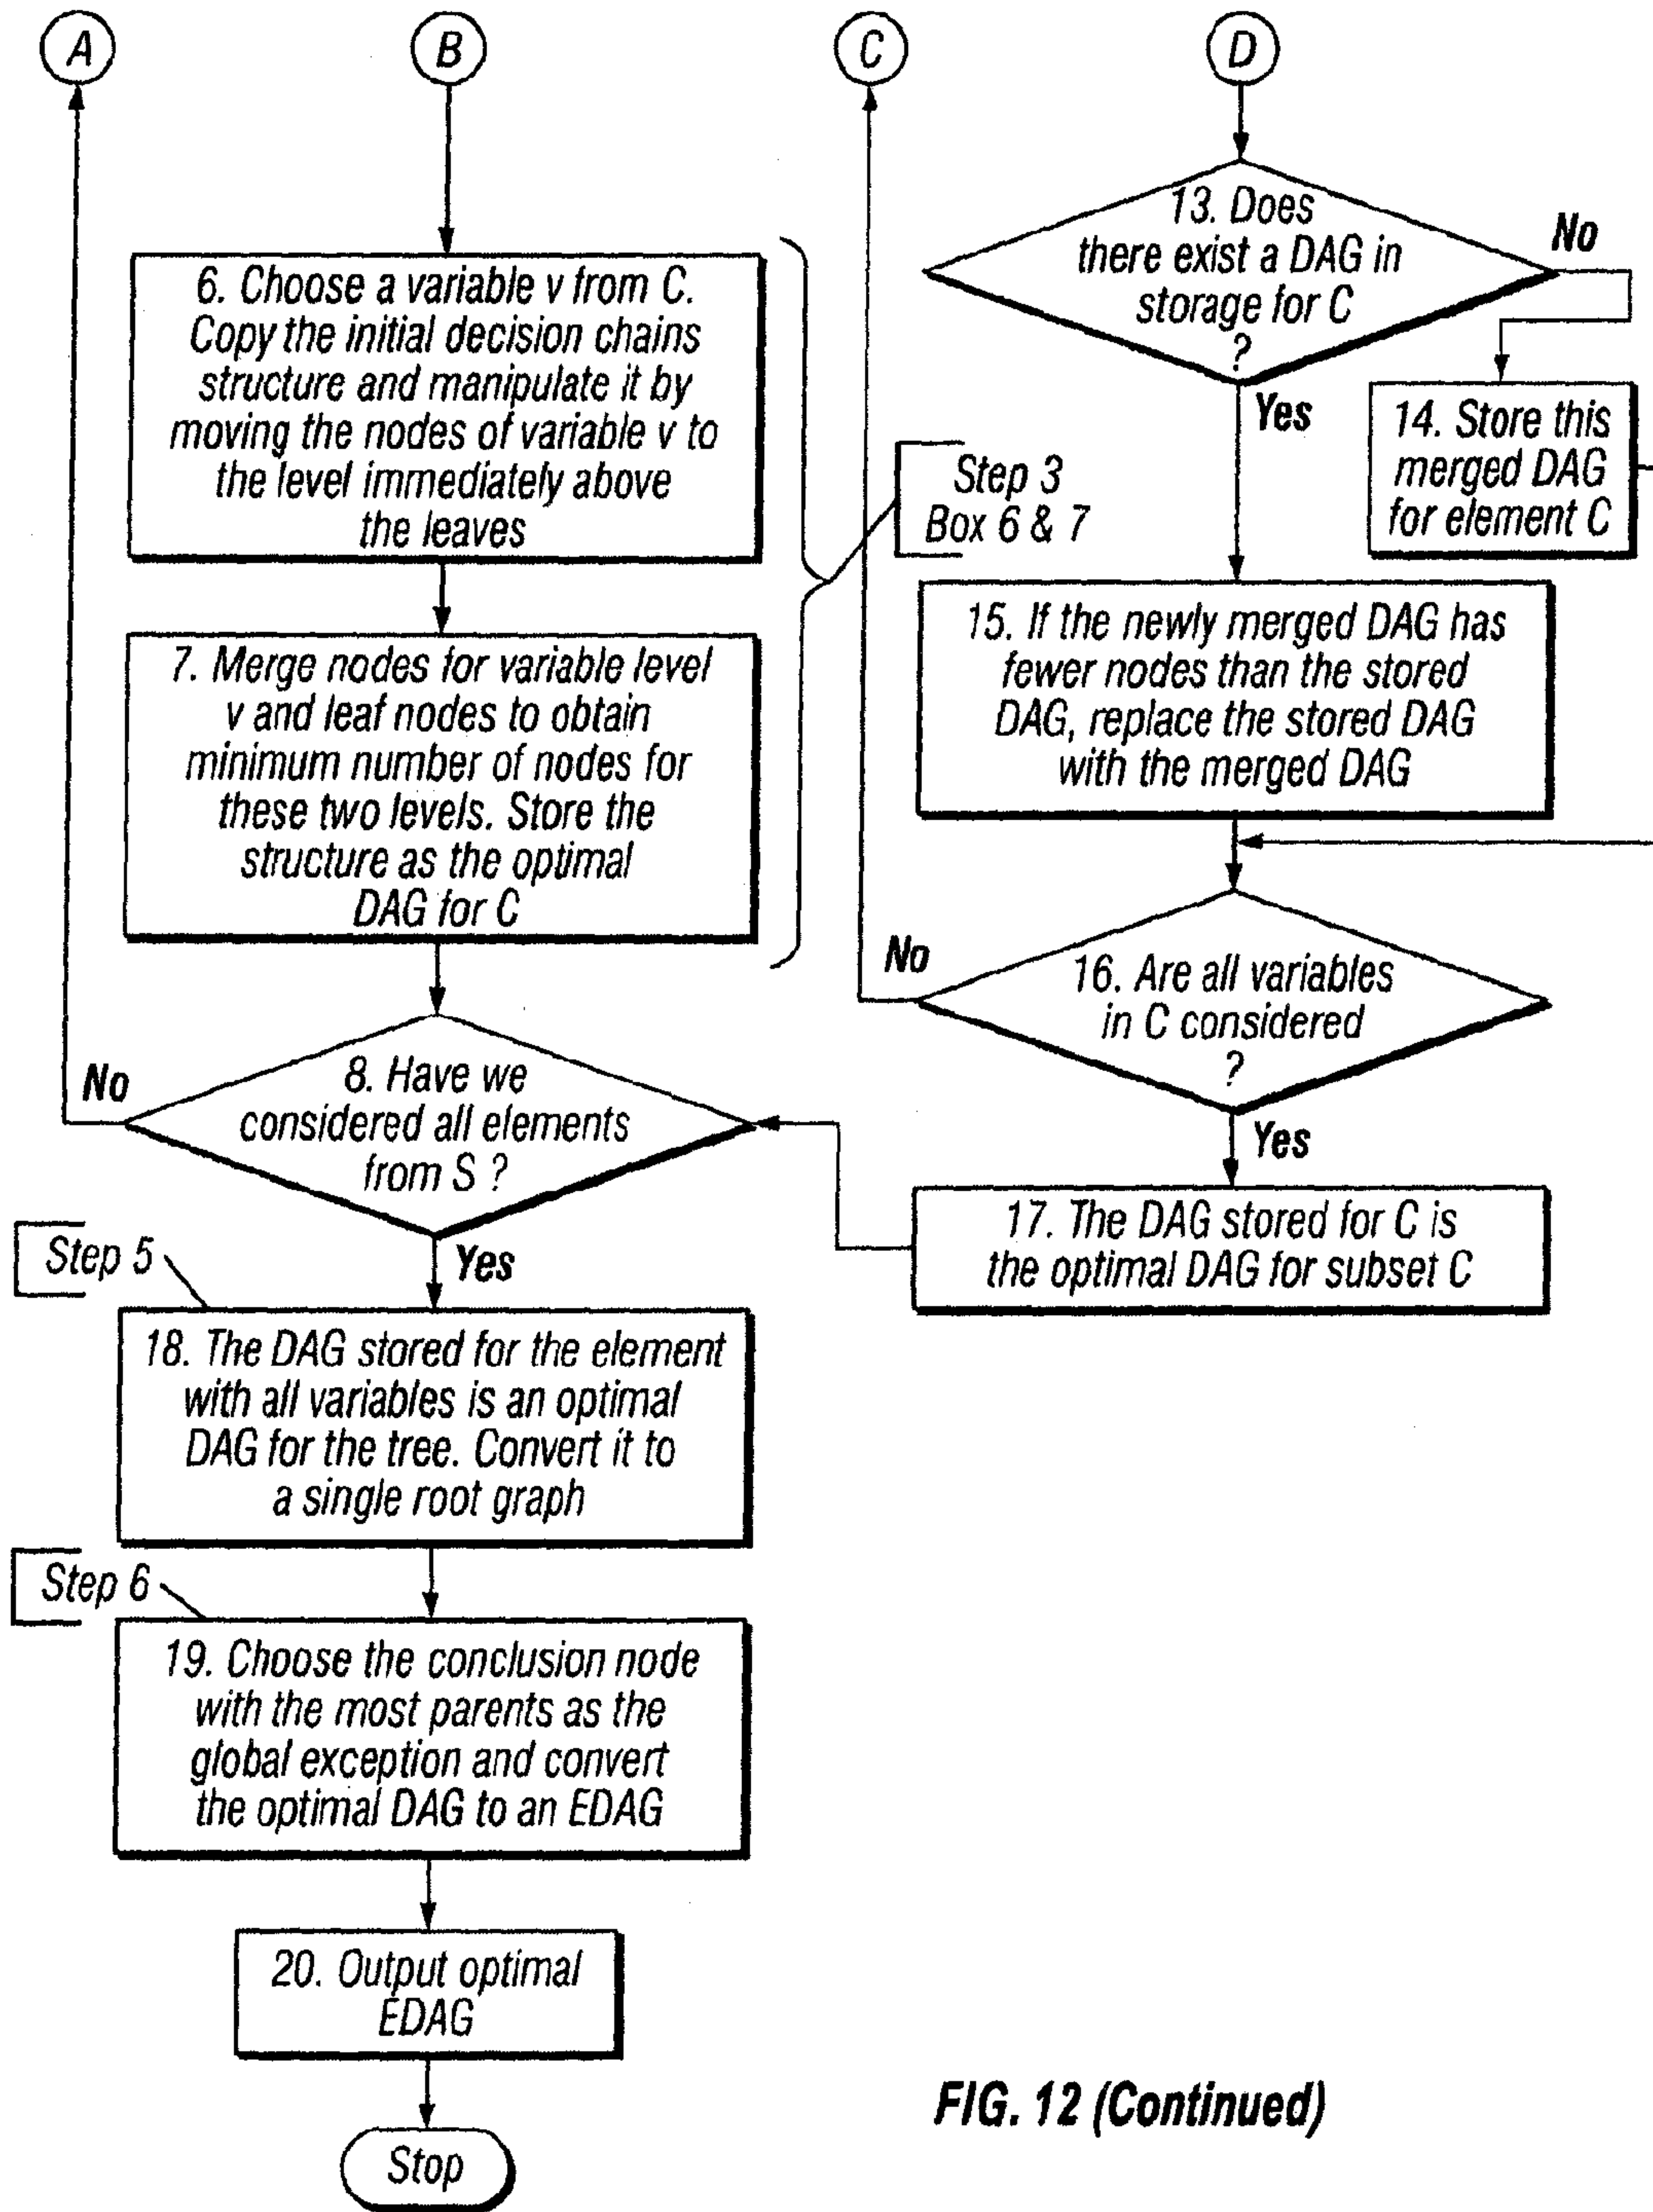 A
B
C
D
6. Choose a variable v from C.
Copy the initial decision chains
structure and manipulate it by
moving the nodes of variable v to
the level immediately above
the leaves
7. Merge nodes for variable level
v and leaf nodes to obtain
minimum number of nodes for
these two levels. Store the
structure as the optimal
DAG for C
Step 3
Box 6 & 7
No
8. Have we
considered all elements
from S ?
Yes
Step 5
18. The DAG stored for the element
with all variables is an optimal
DAG for the tree. Convert it to
a single root graph
Step 6
19. Choose the conclusion node
with the most parents as the
global exception and convert
the optimal DAG to an EDAG
20. Output optimal
EDAG
Stop
13. Does
there exist a DAG in
storage for C
?
No
Yes
14. Store this
merged DAG
for element C
15. If the newly merged DAG has
fewer nodes than the stored
DAG, replace the stored DAG
with the merged DAG
No
16. Are all variables
in C considered
?
Yes
17. The DAG stored for C is
the optimal DAG for subset C
FIG. 12 (Continued)